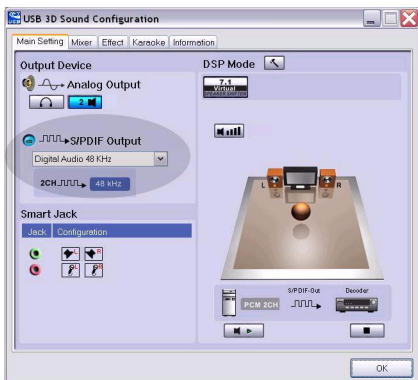 USB 3D Sound Configuration
Main Setting Mixer Effect Karaoke Information
Output Device
Analog Output
2
S/PDIF Output
Digital Audio 48 KHz
2CH 48 kHz
Smart Jack
Jack Configuration
L R
L R
DSP Mode
7.1
Virtual
SPEAKER SHIFTER
L R
S/PDIF-Out Decoder
PCM 2CH
OK